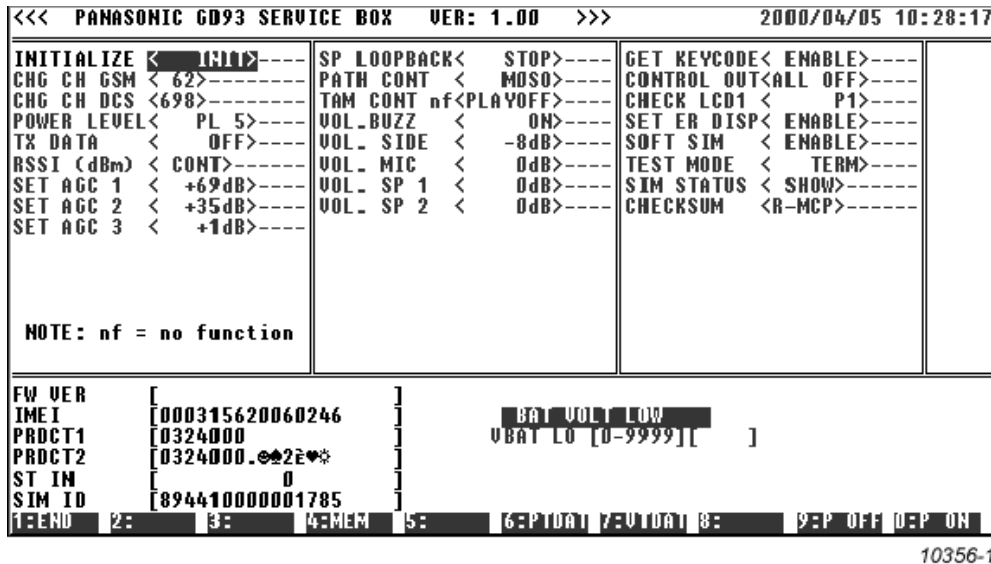 <<< PANASONIC GD93 SERVICE BOX VER: 1.00 >>> 2000/04/05 10:28:17
INITIALIZE < INIT>----
CHG CH GSM < 62>---------
CHG CH DCS <698>---------
POWER LEVEL< PL 5>----
TX DATA < OFF>----
RSSI (dBm) < CONT>------
SET AGC 1 < +69dB>----
SET AGC 2 < +35dB>----
SET AGC 3 < +1dB>----
NOTE: nf = no function
SP LOOPBACK< STOP>----
PATH CONT < MOSO>----
TAM CONT nf<PLAYOFF>----
VOL.BUZZ < ON>----
VOL. SIDE < -8dB>----
VOL. MIC < 0dB>----
VOL. SP 1 < 0dB>----
VOL. SP 2 < 0dB>----
GET KEYCODE< ENABLE>----
CONTROL OUT<ALL OFF>----
CHECK LCD1 < P1>----
SET ER DISP< ENABLE>----
SOFT SIM < ENABLE>----
TEST MODE < TERM>----
SIM STATUS < SHOW>------
CHECKSUM <R-MCP>------
FW VER [ ]
IMEI [000315620060246 ]
PRDCT1 [0324000 ]
PRDCT2 [0324000.☻♠2è♥☼ ]
ST IN [ 0 ]
SIM ID [894410000001785 ]
BAT VOLT LOW
VBAT LO [0-9999][ ]
1:END 2: 3: 4:MEM 5: 6:PTDAT 7:VTDAT 8: 9:P OFF 0:P ON
10356-1